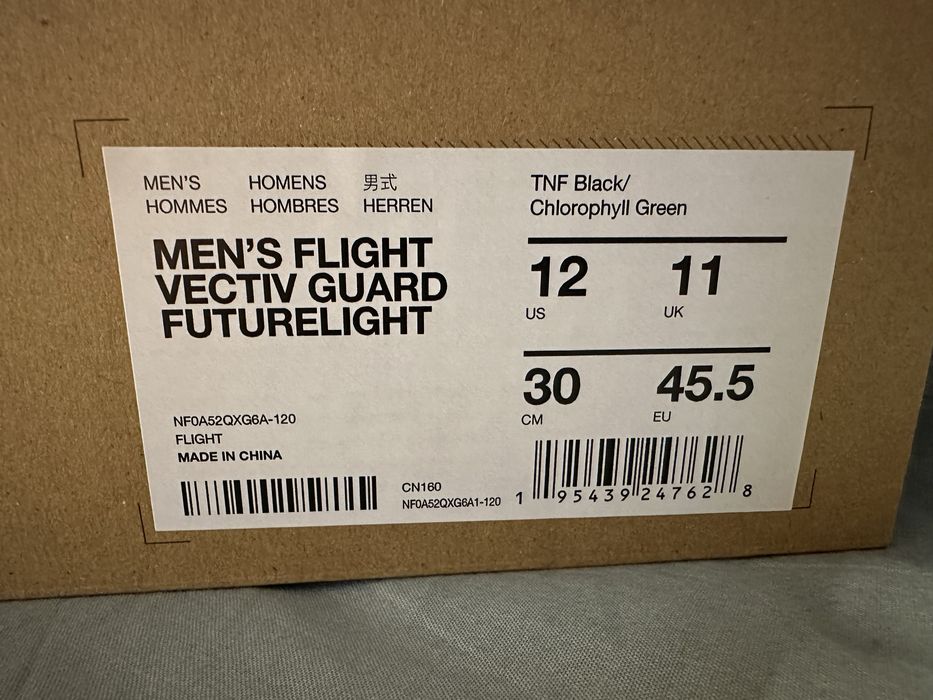 MEN'S HOMENS 男式
HOMMES HOMBRES HERREN
MEN'S FLIGHT
VECTIV GUARD
FUTURELIGHT
NF0A52QXG6A-120
FLIGHT
MADE IN CHINA
CN160
NF0A52QXG6A1-120
TNF Black/
Chlorophyll Green
12 11
US UK
30 45.5
CM EU
1 95439 24762 8